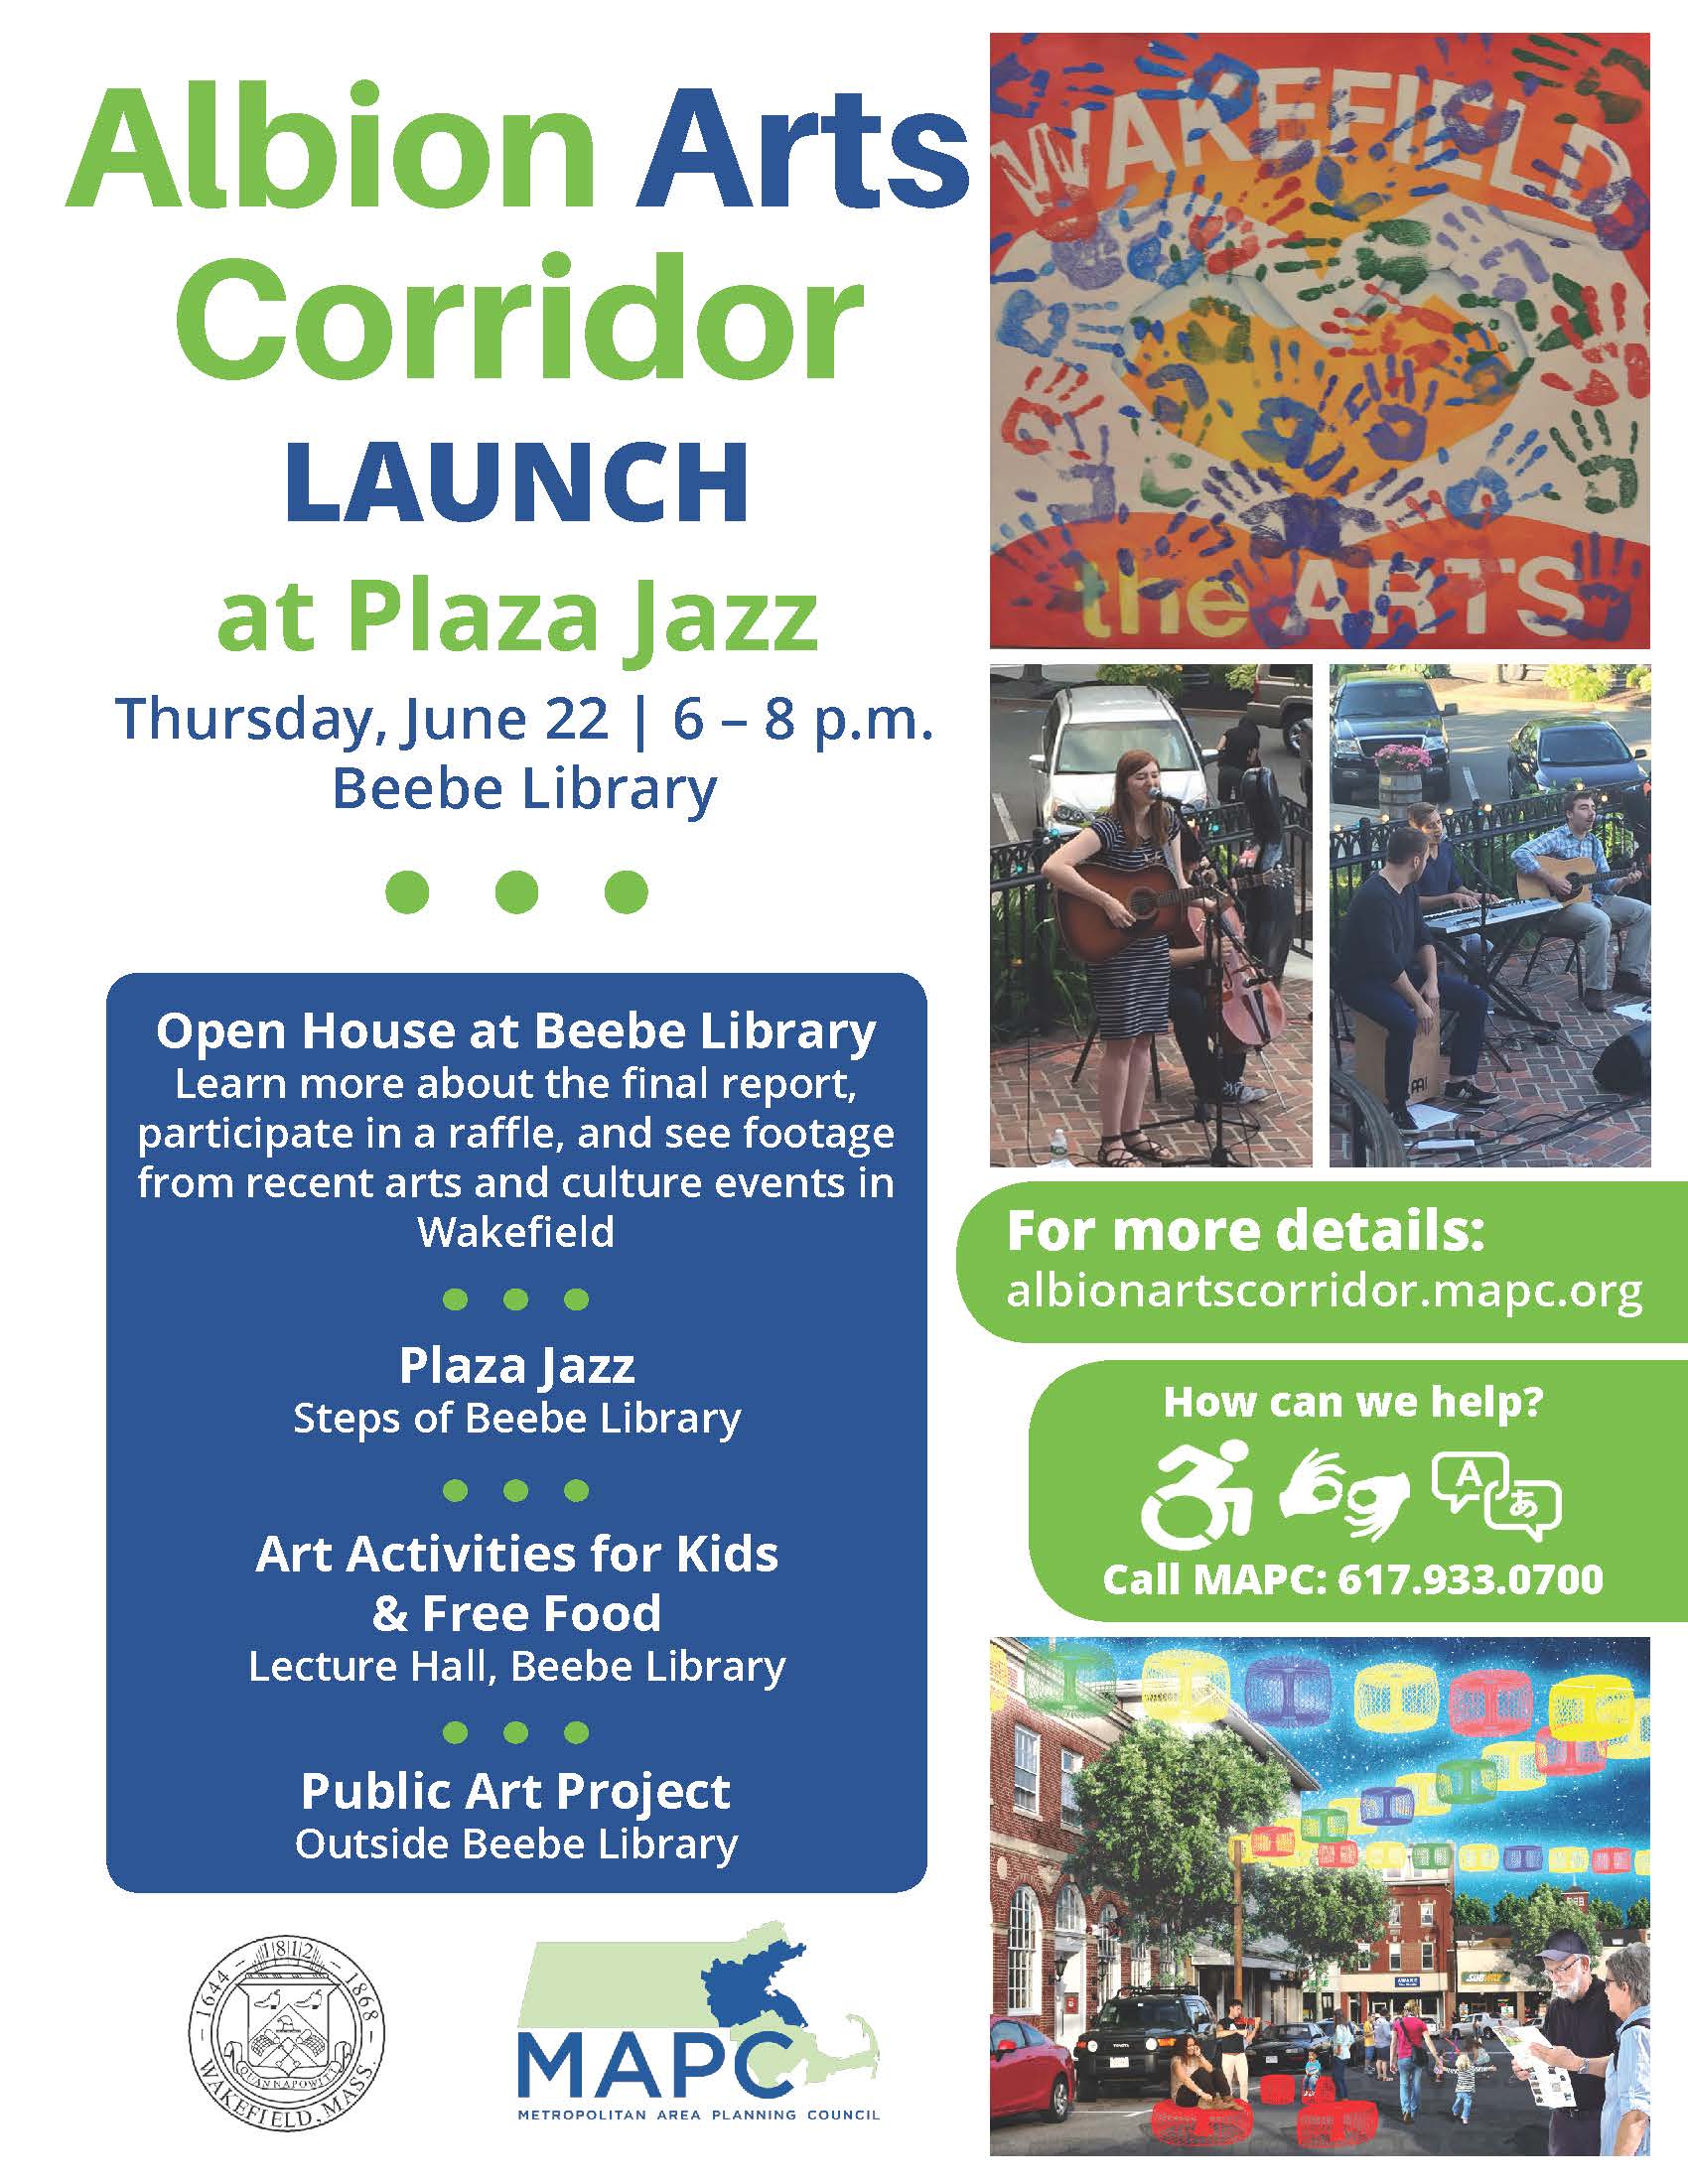 Albion Arts
Corridor
LAUNCH
at Plaza Jazz
Thursday, June 22 | 6 – 8 p.m.
Beebe Library
Open House at Beebe Library
Learn more about the final report,
participate in a raffle, and see footage
from recent arts and culture events in
Wakefield
Plaza Jazz
Steps of Beebe Library
Art Activities for Kids
& Free Food
Lecture Hall, Beebe Library
Public Art Project
Outside Beebe Library
1644 – 1812 – 1868
QUANNAPOWITT
WAKEFIELD, MASS
MAPC
METROPOLITAN AREA PLANNING COUNCIL
WAKEFIELD
the ARTS
For more details:
albionartscorridor.mapc.org
How can we help?
A
あ
Call MAPC: 617.933.0700
SUBWAY
TOYOTA